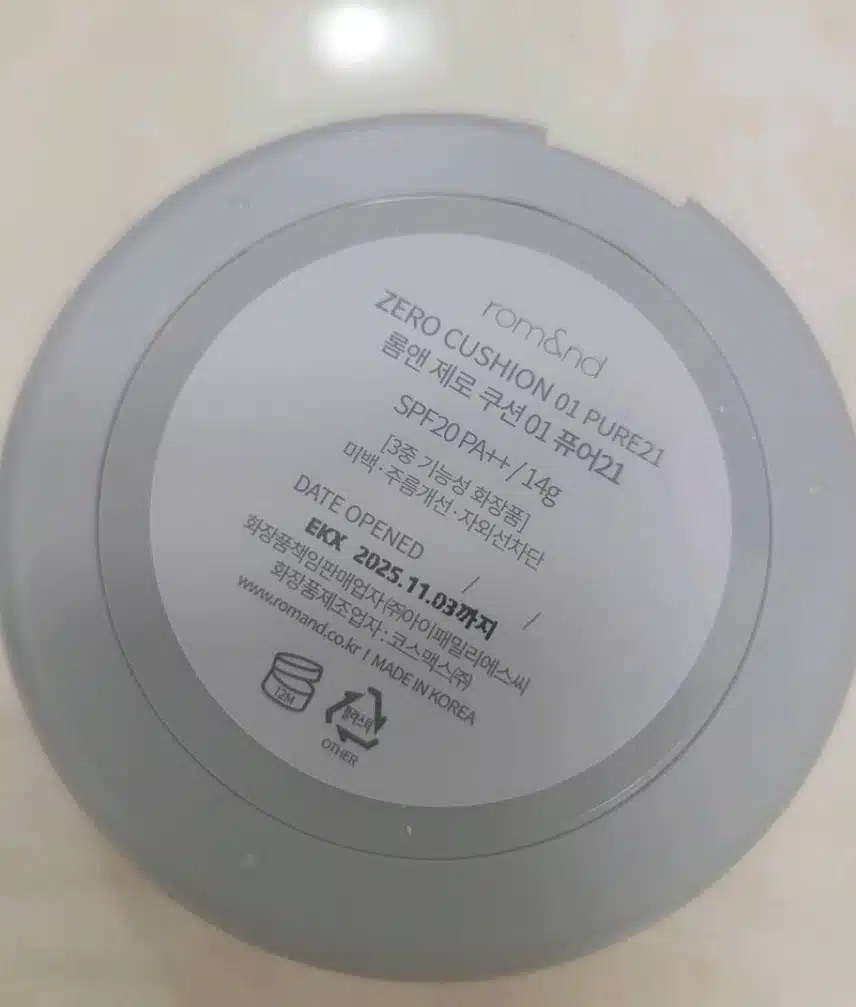 rom&nd
ZERO CUSHION 01 PURE21
롬앤 제로 쿠션 01 퓨어21
SPF20 PA++ / 14g
[3중 기능성 화장품]
미백·주름개선·자외선차단
DATE OPENED / /
EKX 2025.11.03까지
화장품책임판매업자㈜아이패밀리에스씨
화장품제조업자 : 코스맥스㈜
www.romand.co.kr I MADE IN KOREA
12M
플라스틱
OTHER